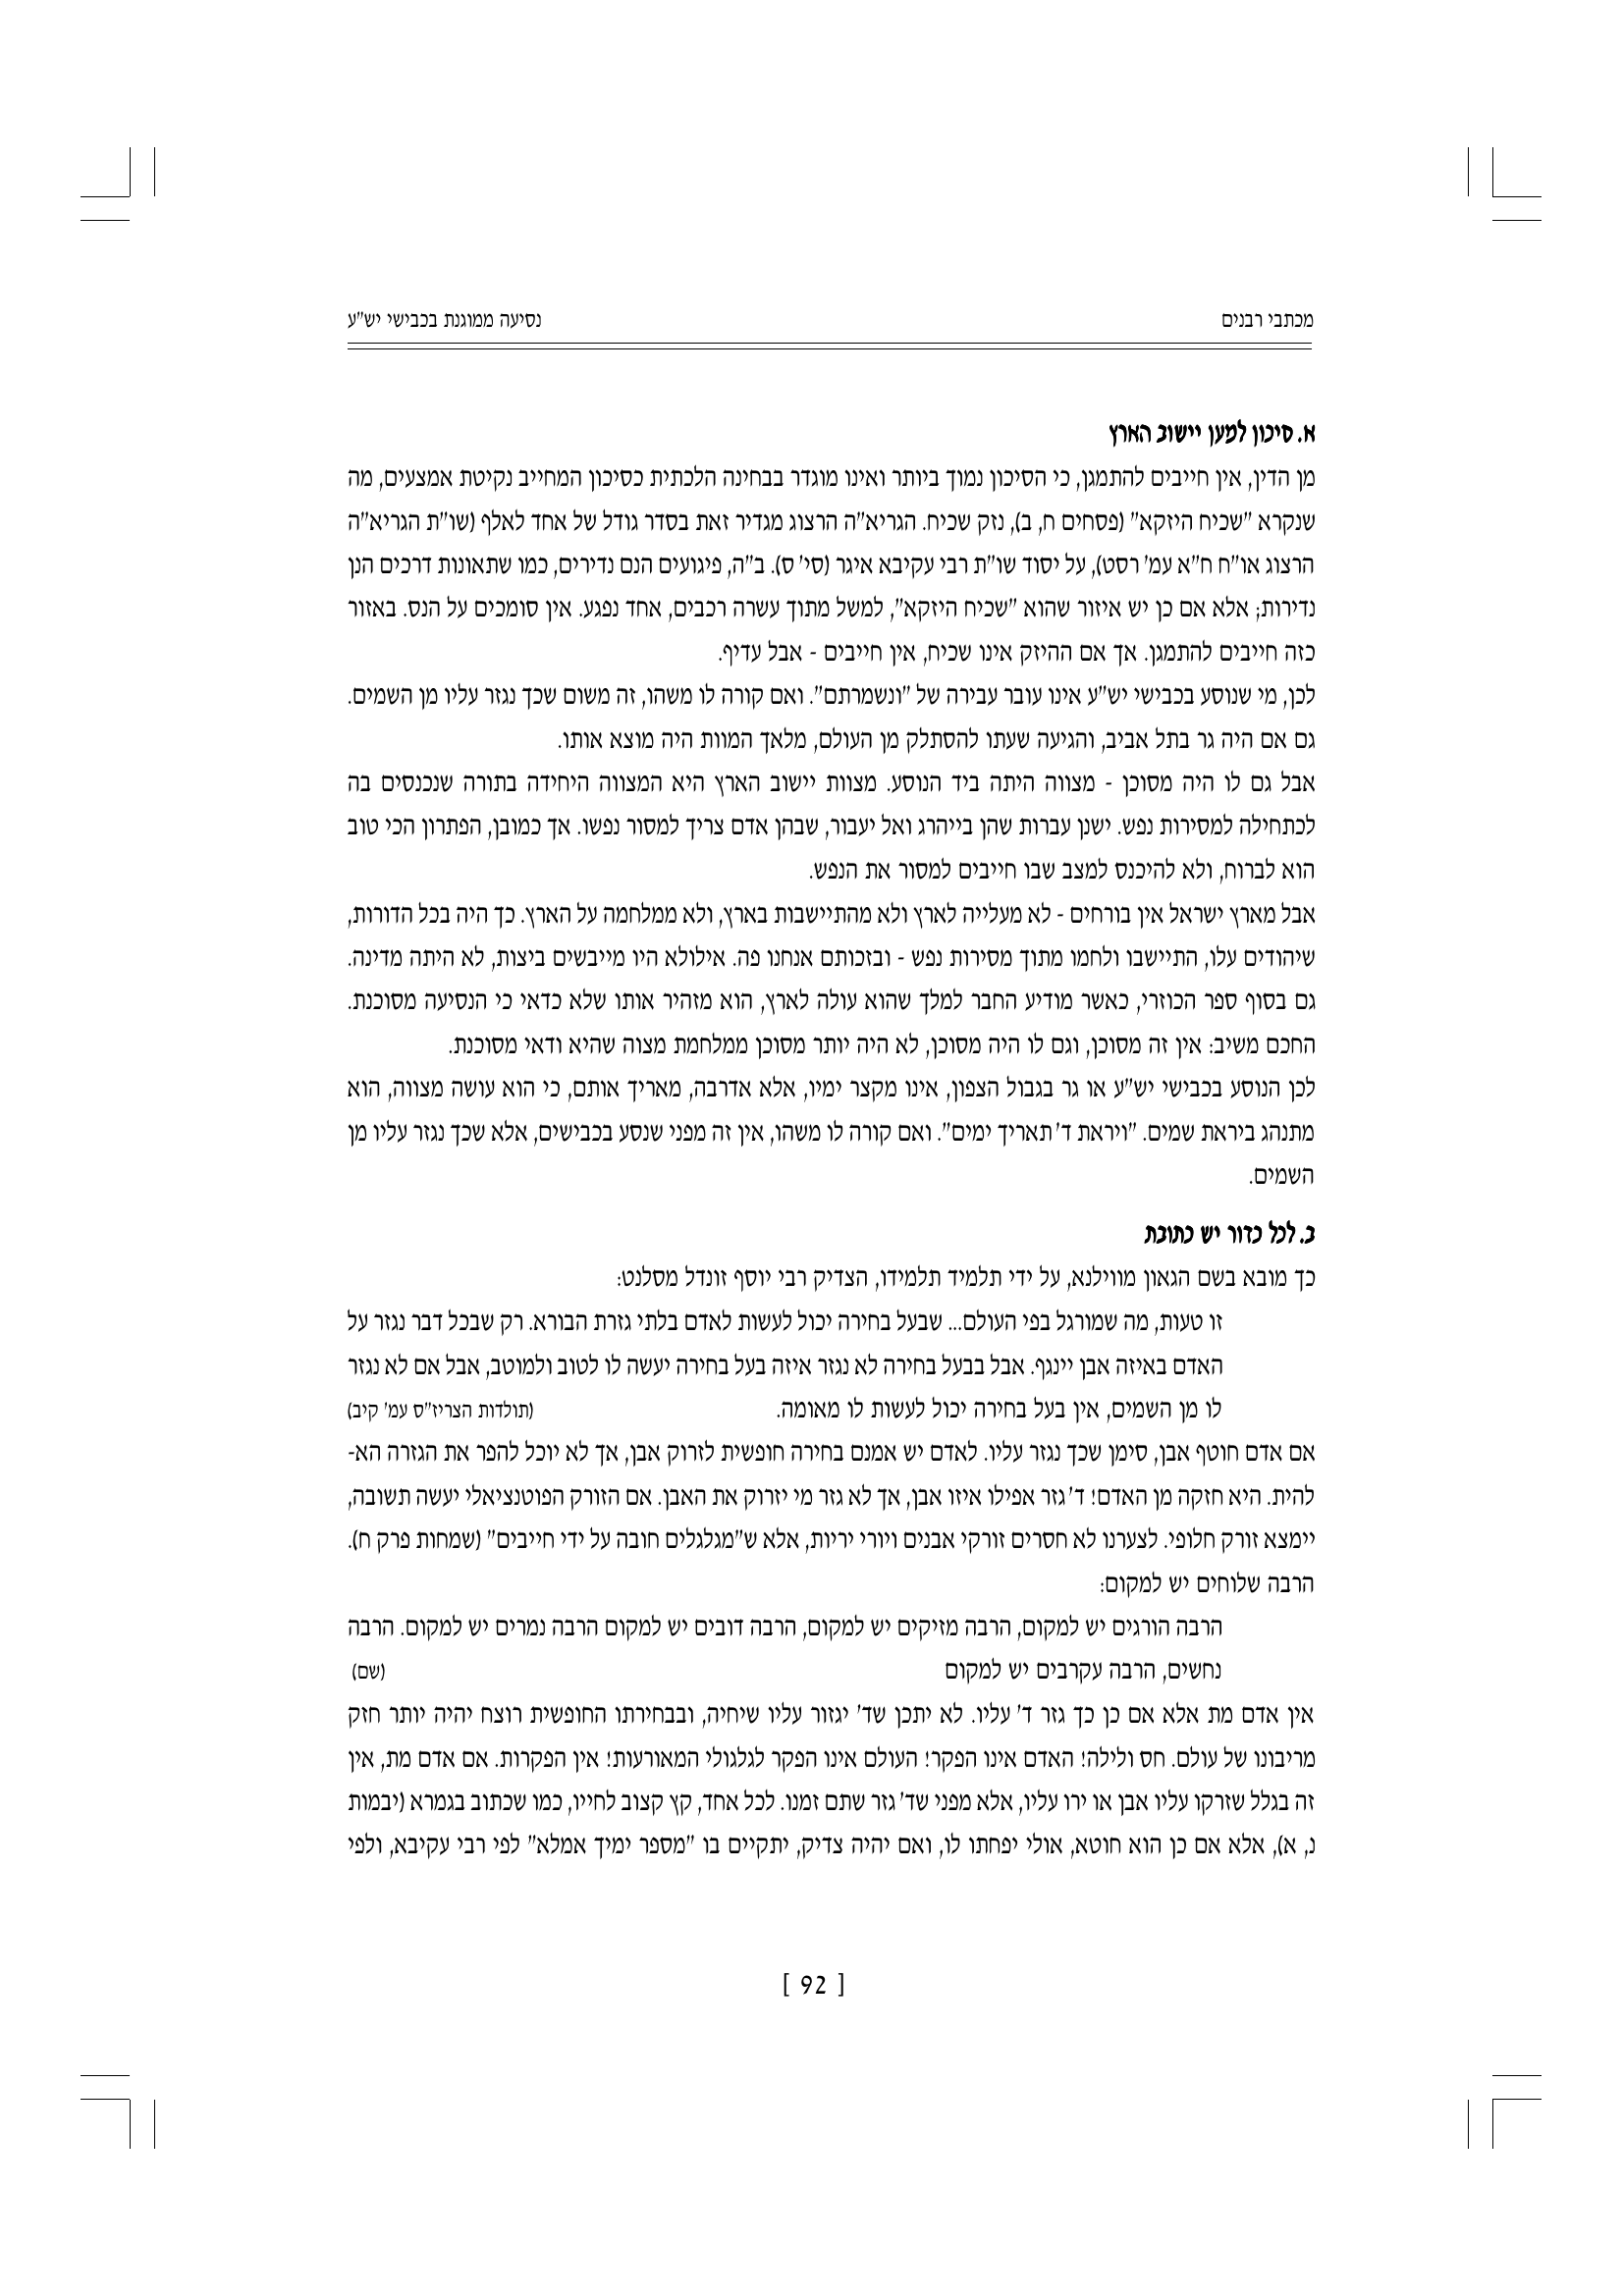 מכתבי רבנים נסיעה ממוגנת בכבישי יש"ע
א. סיכון למען יישוב הארץ
מן הדין, אין חייבים להתמגן, כי הסיכון נמוך ביותר ואינו מוגדר בבחינה הלכתית כסיכון המחייב נקיטת אמצעים, מה
שנקרא "שכיח היזקא" (פסחים ח, ב), נזק שכיח. הגריא"ה הרצוג מגדיר זאת בסדר גודל של אחד לאלף (שו"ת הגריא"ה
הרצוג או"ח ח"א עמ' רסט), על יסוד שו"ת רבי עקיבא איגר (סי' ס). ב"ה, פיגועים הנם נדירים, כמו שתאונות דרכים הנן
נדירות; אלא אם כן יש איזור שהוא "שכיח היזקא", למשל מתוך עשרה רכבים, אחד נפגע. אין סומכים על הנס. באזור
כזה חייבים להתמגן. אך אם ההיזק אינו שכיח, אין חייבים - אבל עדיף.
לכן, מי שנוסע בכבישי יש"ע אינו עובר עבירה של "ונשמרתם". ואם קורה לו משהו, זה משום שכך נגזר עליו מן השמים.
גם אם היה גר בתל אביב, והגיעה שעתו להסתלק מן העולם, מלאך המוות היה מוצא אותו.
אבל גם לו היה מסוכן - מצווה היתה ביד הנוסע. מצוות יישוב הארץ היא המצווה היחידה בתורה שנכנסים בה
לכתחילה למסירות נפש. ישנן עברות שהן בייהרג ואל יעבור, שבהן אדם צריך למסור נפשו. אך כמובן, הפתרון הכי טוב
הוא לברוח, ולא להיכנס למצב שבו חייבים למסור את הנפש.
אבל מארץ ישראל אין בורחים - לא מעלייה לארץ ולא מהתיישבות בארץ, ולא ממלחמה על הארץ. כך היה בכל הדורות,
שיהודים עלו, התיישבו ולחמו מתוך מסירות נפש - ובזכותם אנחנו פה. אילולא היו מייבשים ביצות, לא היתה מדינה.
גם בסוף ספר הכוזרי, כאשר מודיע החבר למלך שהוא עולה לארץ, הוא מזהיר אותו שלא כדאי כי הנסיעה מסוכנת.
החכם משיב: אין זה מסוכן, וגם לו היה מסוכן, לא היה יותר מסוכן ממלחמת מצוה שהיא ודאי מסוכנת.
לכן הנוסע בכבישי יש"ע או גר בגבול הצפון, אינו מקצר ימיו, אלא אדרבה, מאריך אותם, כי הוא עושה מצווה, הוא
מתנהג ביראת שמים. "ויראת ד' תאריך ימים". ואם קורה לו משהו, אין זה מפני שנסע בכבישים, אלא שכך נגזר עליו מן
השמים.
ב. לכל כדור יש כתובת
כך מובא בשם הגאון מווילנא, על ידי תלמיד תלמידו, הצדיק רבי יוסף זונדל מסלנט:
זו טעות, מה שמורגל בפי העולם... שבעל בחירה יכול לעשות לאדם בלתי גזרת הבורא. רק שבכל דבר נגזר על
האדם באיזה אבן יינגף. אבל בבעל בחירה לא נגזר איזה בעל בחירה יעשה לו לטוב ולמוטב, אבל אם לא נגזר
לו מן השמים, אין בעל בחירה יכול לעשות לו מאומה. (תולדות הצריז"ס עמ' קיב)
אם אדם חוטף אבן, סימן שכך נגזר עליו. לאדם יש אמנם בחירה חופשית לזרוק אבן, אך לא יוכל להפר את הגזרה הא-
להית. היא חזקה מן האדם! ד' גזר אפילו איזו אבן, אך לא גזר מי יזרוק את האבן. אם הזורק הפוטנציאלי יעשה תשובה,
יימצא זורק חלופי. לצערנו לא חסרים זורקי אבנים ויורי יריות, אלא ש"מגלגלים חובה על ידי חייבים" (שמחות פרק ח).
הרבה שלוחים יש למקום:
הרבה הורגים יש למקום, הרבה מזיקים יש למקום, הרבה דובים יש למקום הרבה נמרים יש למקום. הרבה
נחשים, הרבה עקרבים יש למקום (שם)
אין אדם מת אלא אם כן כך גזר ד' עליו. לא יתכן שד' יגזור עליו שיחיה, ובבחירתו החופשית רוצח יהיה יותר חזק
מריבונו של עולם. חס ולילה! האדם אינו הפקר! העולם אינו הפקר לגלגולי המאורעות! אין הפקרות. אם אדם מת, אין
זה בגלל שזרקו עליו אבן או ירו עליו, אלא מפני שד' גזר שתם זמנו. לכל אחד, קץ קצוב לחייו, כמו שכתוב בגמרא (יבמות
נ, א), אלא אם כן הוא חוטא, אולי יפחתו לו, ואם יהיה צדיק, יתקיים בו "מספר ימיך אמלא" לפי רבי עקיבא, ולפי
[ 92 ]